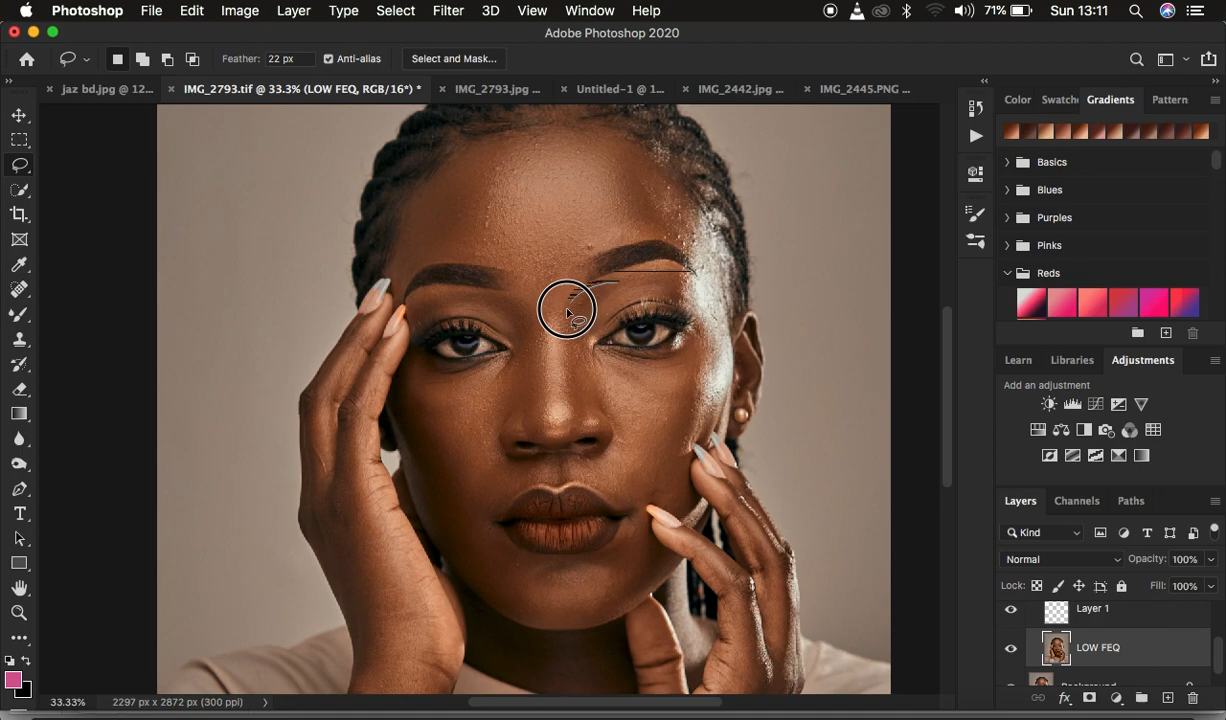 Photoshop File Edit Image Layer Type Select Filter 3D View Window Help 71% Sun 13:11
Adobe Photoshop 2020
Feather: 22 px Anti-alias Select and Mask...
jaz bd.jpg @ 12... IMG_2793.tif @ 33.3% (LOW FEQ, RGB/16*) * IMG_2793.jpg ... Untitled-1 @ 1... IMG_2442.jpg ... IMG_2445.PNG ...
Color Swatche Gradients Pattern
Basics
Blues
Purples
Pinks
Reds
Learn Libraries Adjustments
Add an adjustment
Layers Channels Paths
Kind
Normal Opacity: 100%
Lock: Fill: 100%
Layer 1
LOW FEQ
33.33% 2297 px x 2872 px (300 ppi)